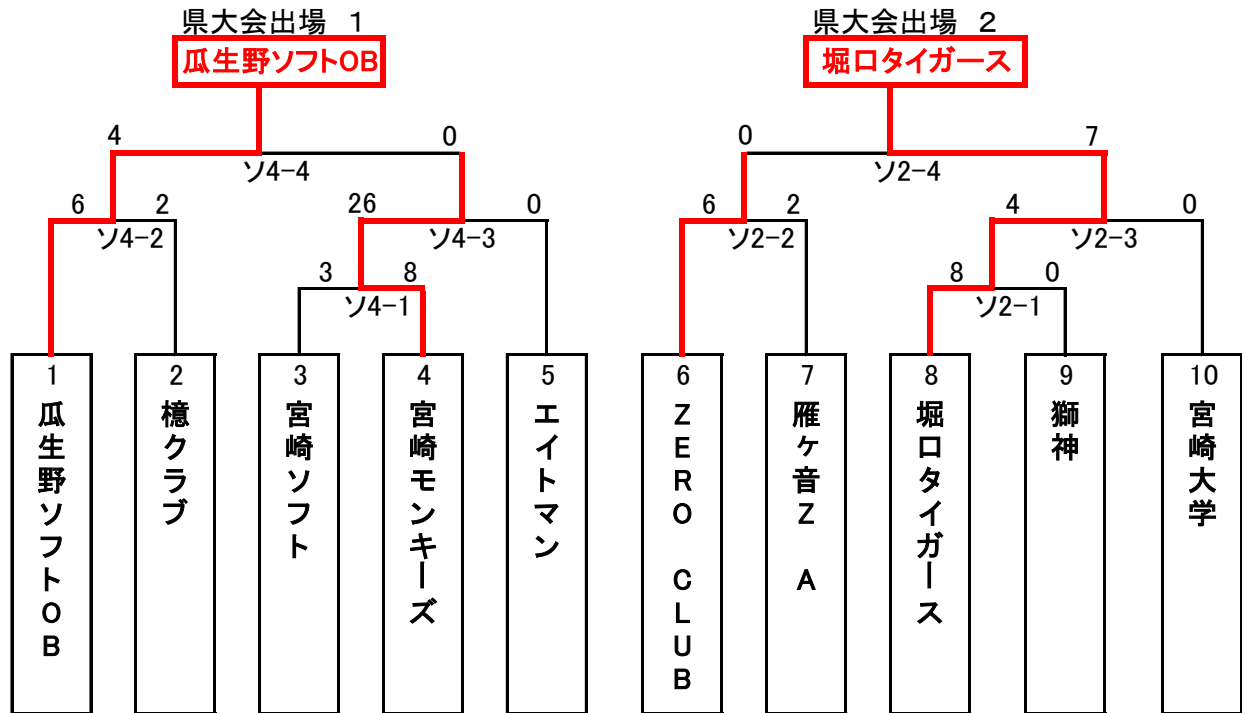 県大会出場 1
県大会出場 2
瓜生野ソフトOB
堀口タイガース
4
0
0
7
ソ4-4
ソ2-4
6
2
26
0
6
2
4
0
ソ4-2
ソ4-3
ソ2-2
ソ2-3
3
8
8
0
ソ4-1
ソ2-1
1
瓜生野ソフトOB
2
檍クラブ
3
宮崎ソフト
4
宮崎モンキーズ
5
エイトマン
6
ZERO CLUB
7
雁ヶ音Z A
8
堀口タイガース
9
獅神
10
宮崎大学